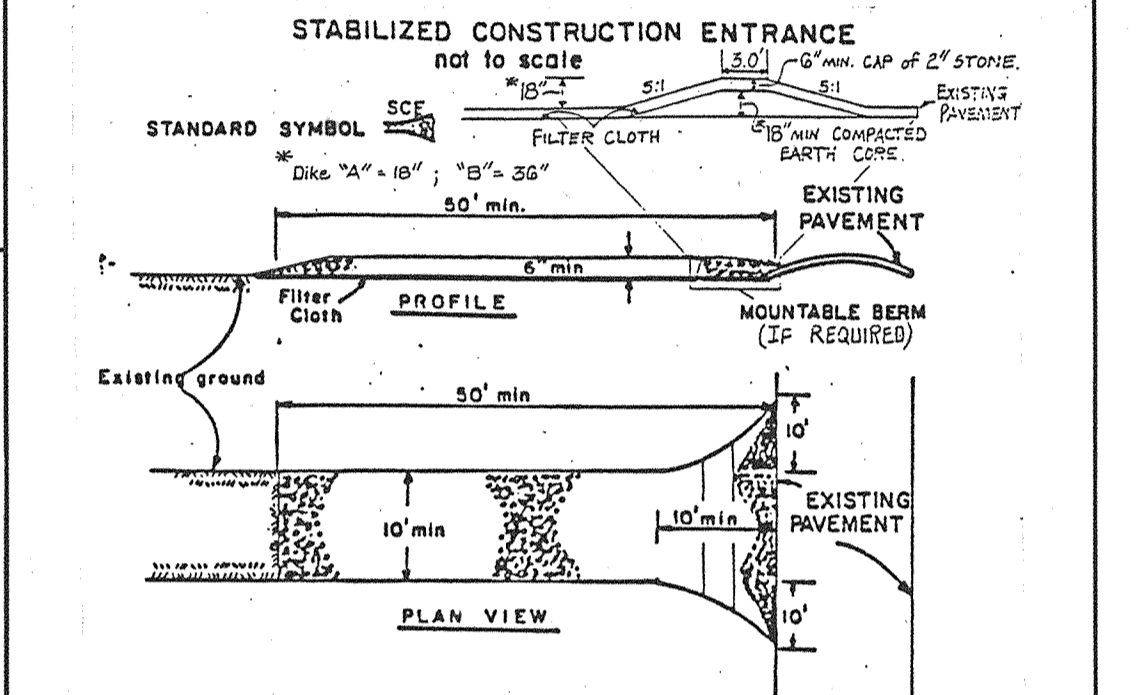 STABILIZED CONSTRUCTION ENTRANCE
not to scale
3.0'
6" MIN. CAP of 2" STONE.
*18"
5:1
5:1
EXISTING
PAVEMENT
SCE
STANDARD SYMBOL
FILTER CLOTH
18" MIN COMPACTED
EARTH CORE.
*
Dike "A" = 18" ; "B" = 36"
EXISTING
PAVEMENT
50' min.
6" min
Filter
Cloth
PROFILE
MOUNTABLE BERM
(IF REQUIRED)
Existing ground
50' min
10'
10' min
10' min
EXISTING
PAVEMENT
10'
PLAN VIEW